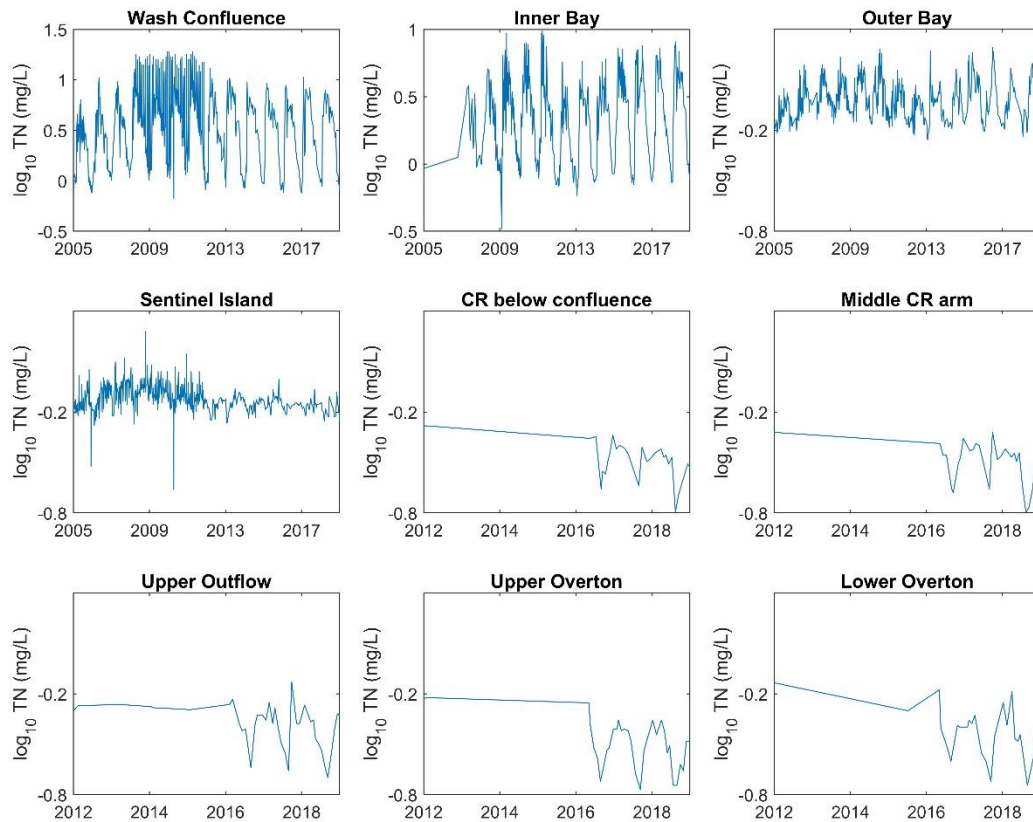 Wash Confluence
Inner Bay
Outer Bay
1.5
1
0.5
0
-0.5
log10 TN (mg/L)
2005 2009 2013 2017
1
0.5
0
-0.5
log10 TN (mg/L)
2005 2009 2013 2017
-0.2
-0.8
log10 TN (mg/L)
2005 2009 2013 2017
Sentinel Island
CR below confluence
Middle CR arm
-0.2
-0.8
log10 TN (mg/L)
2005 2009 2013 2017
-0.2
-0.8
log10 TN (mg/L)
2012 2014 2016 2018
-0.2
-0.8
log10 TN (mg/L)
2012 2014 2016 2018
Upper Outflow
Upper Overton
Lower Overton
-0.2
-0.8
log10 TN (mg/L)
2012 2014 2016 2018
-0.2
-0.8
log10 TN (mg/L)
2012 2014 2016 2018
-0.2
-0.8
log10 TN (mg/L)
2012 2014 2016 2018